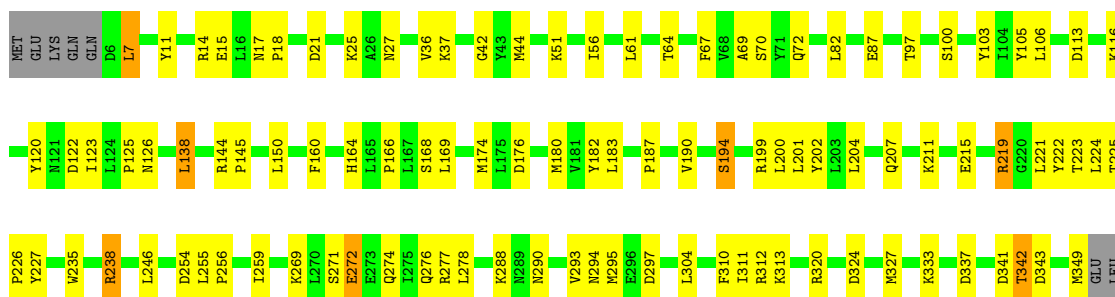 MET GLU LYS GLN GLN D6 L7 Y11 R14 E15 L16 N17 P18 D21 K25 A26 N27 V36 K37 G42 Y43 M44 K51 I56 L61 T64 F67 V68 A69 S70 Y71 Q72 L82 E87 T97 S100 Y103 I104 Y105 L106 D113 K116
Y120 N121 D122 I123 L124 P125 N126 L138 R144 P145 L150 F160 H164 L165 P166 L167 S168 L169 M174 L175 D176 M180 V181 Y182 L183 P187 V190 S194 R199 L200 L201 Y202 L203 L204 Q207 K211 E215 R219 G220 L221 Y222 T223 L224 T225
P226 Y227 W235 R238 L246 D254 L255 P256 I259 K269 L270 S271 E272 E273 Q274 I275 Q276 R277 L278 K288 N289 N290 V293 N294 M295 E296 D297 L304 F310 I311 R312 K313 R320 D324 M327 K333 D337 D341 T342 D343 M349 GLU LEU